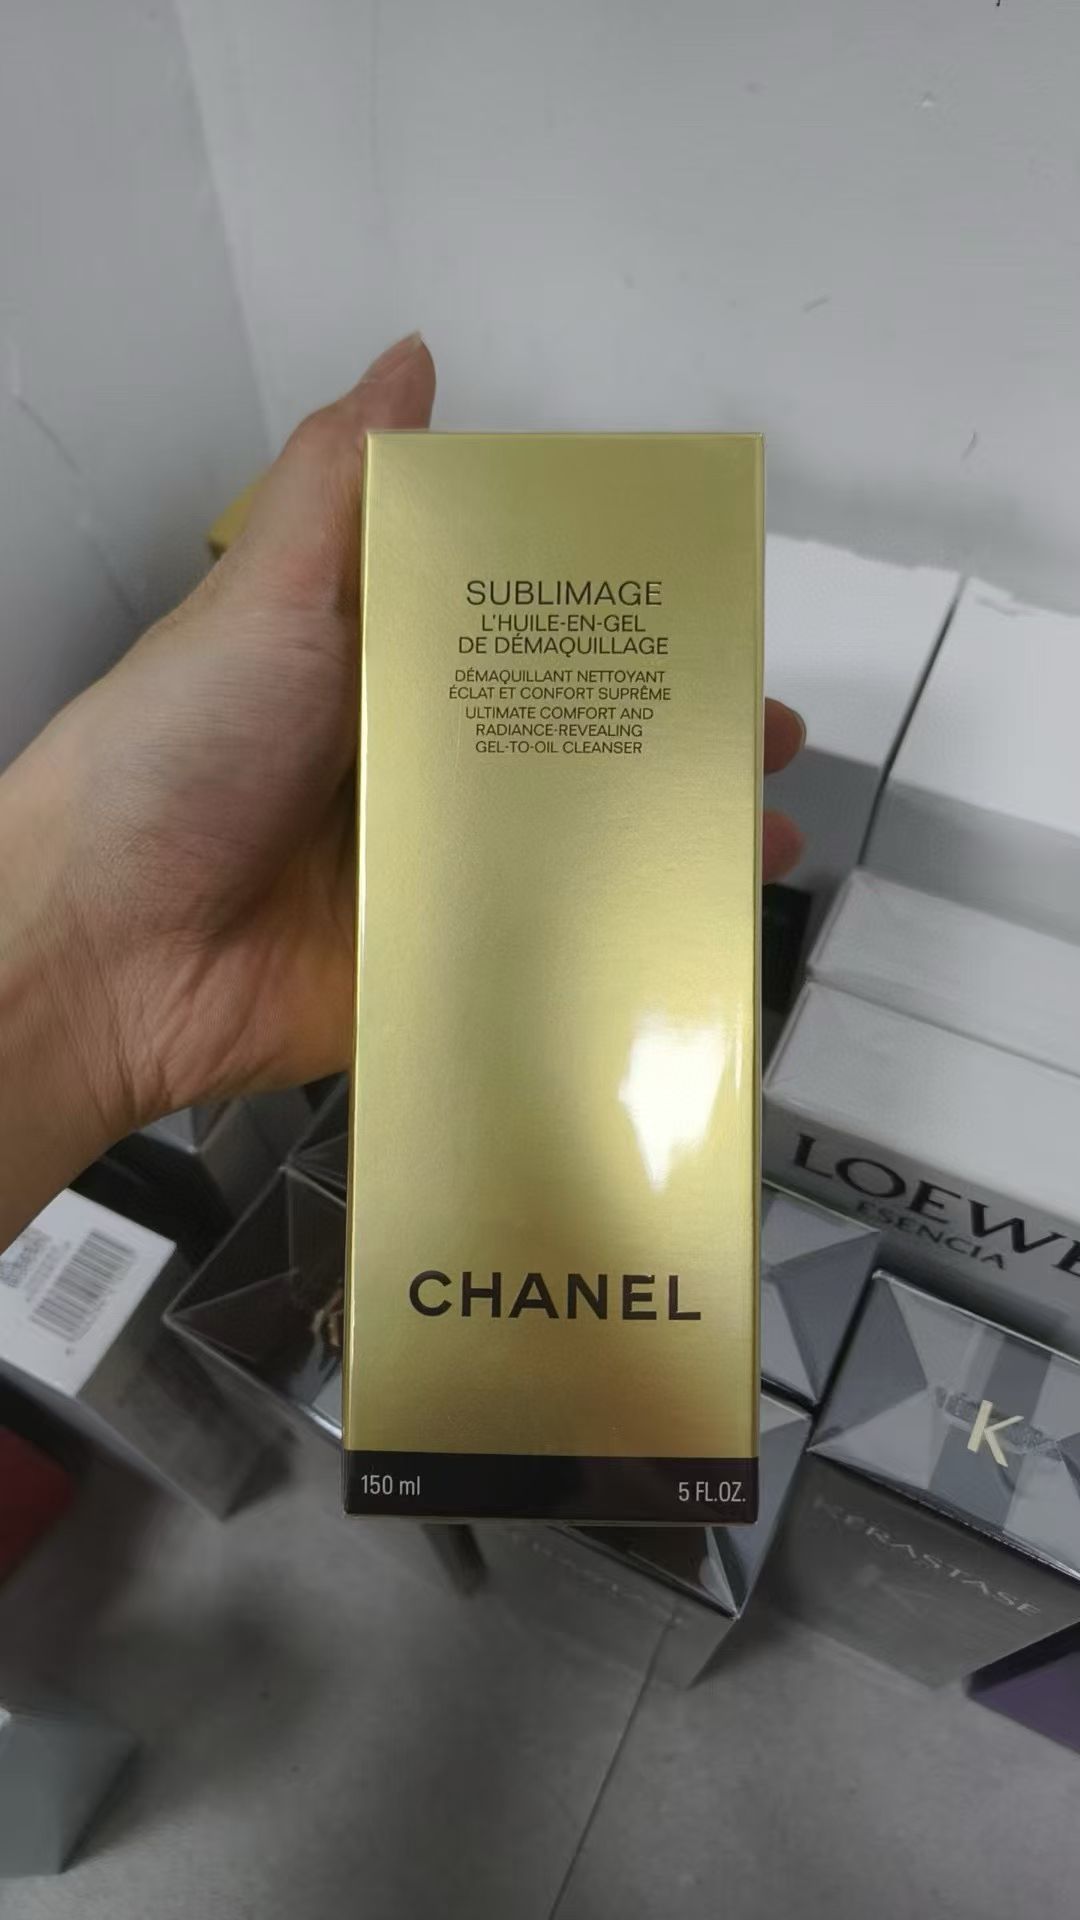 SUBLIMAGE
L'HUILE-EN-GEL
DE DÉMAQUILLAGE
DÉMAQUILLANT NETTOYANT
ÉCLAT ET CONFORT SUPRÊME
ULTIMATE COMFORT AND
RADIANCE-REVEALING
GEL-TO-OIL CLEANSER
CHANEL
150 ml
5 FL.OZ.
LOEWE
ESENCIA
K
KERASTASE